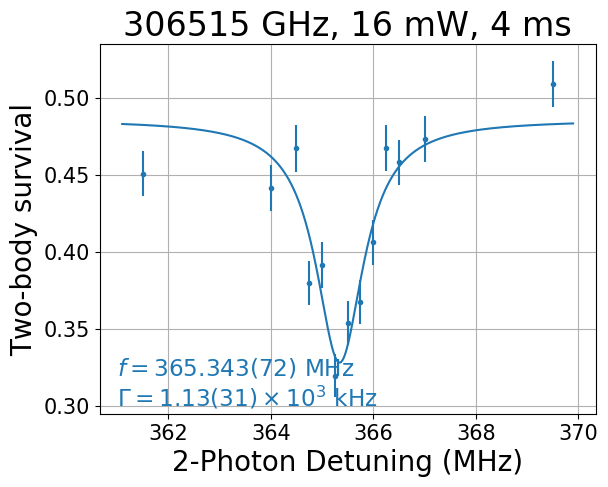 306515 GHz, 16 mW, 4 ms
Two-body survival
0.50
0.45
0.40
0.35
0.30
f = 365.343(72) MHz
Γ = 1.13(31) × 10³ kHz
362 364 366 368 370
2-Photon Detuning (MHz)